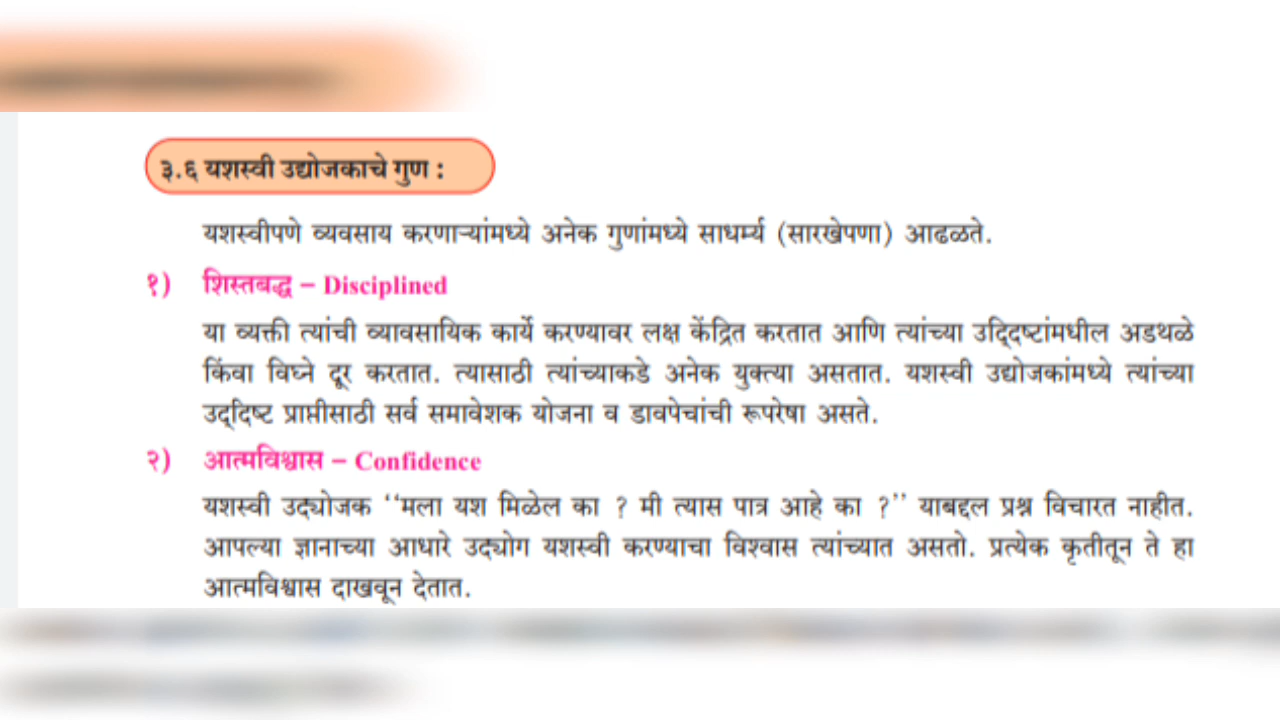 ३.६ यशस्वी उद्योजकाचे गुण :
यशस्वीपणे व्यवसाय करणाऱ्यांमध्ये अनेक गुणांमध्ये साधर्म्य (सारखेपणा) आढळते.
१) शिस्तबद्ध – Disciplined
या व्यक्ती त्यांची व्यावसायिक कार्ये करण्यावर लक्ष केंद्रित करतात आणि त्यांच्या उद्दिष्टांमधील अडथळे
किंवा विघ्ने दूर करतात. त्यासाठी त्यांच्याकडे अनेक युक्त्या असतात. यशस्वी उद्योजकांमध्ये त्यांच्या
उद्दिष्ट प्राप्तीसाठी सर्व समावेशक योजना व डावपेचांची रूपरेषा असते.
२) आत्मविश्वास – Confidence
यशस्वी उद्योजक ‘‘मला यश मिळेल का ? मी त्यास पात्र आहे का ?’’ याबद्दल प्रश्न विचारत नाहीत.
आपल्या ज्ञानाच्या आधारे उद्योग यशस्वी करण्याचा विश्वास त्यांच्यात असतो. प्रत्येक कृतीतून ते हा
आत्मविश्वास दाखवून देतात.